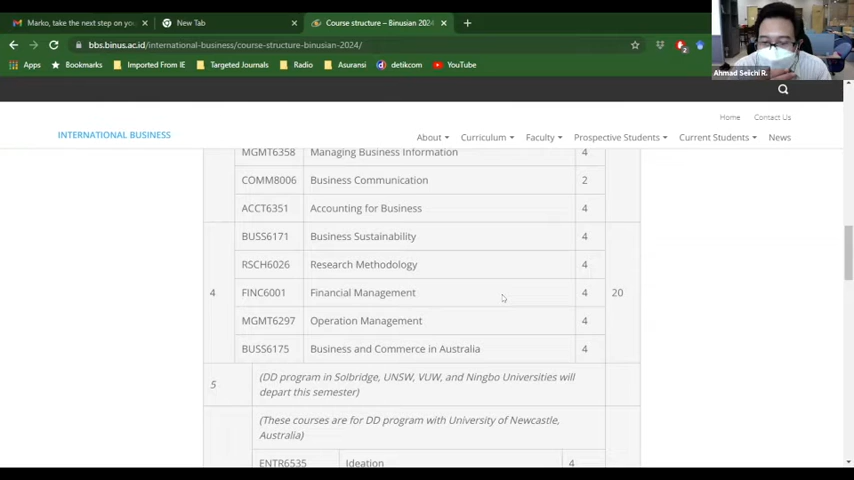 Marko, take the next step on you
New Tab
Course structure – Binusian 2024
bbs.binus.ac.id/international-business/course-structure-binusian-2024/
Apps
Bookmarks
Imported From IE
Targeted Journals
Radio
Asuransi
detikcom
YouTube
Ahmad Seiichi R.
Home
Contact Us
INTERNATIONAL BUSINESS
About
Curriculum
Faculty
Prospective Students
Current Students
News
MGMT6358 Managing Business Information 4
COMM8006 Business Communication 2
ACCT6351 Accounting for Business 4
BUSS6171 Business Sustainability 4
RSCH6026 Research Methodology 4
4 FINC6001 Financial Management 4 20
MGMT6297 Operation Management 4
BUSS6175 Business and Commerce in Australia 4
5 (DD program in Solbridge, UNSW, VUW, and Ningbo Universities will
depart this semester)
(These courses are for DD program with University of Newcastle,
Australia)
ENTR6535 Ideation 4